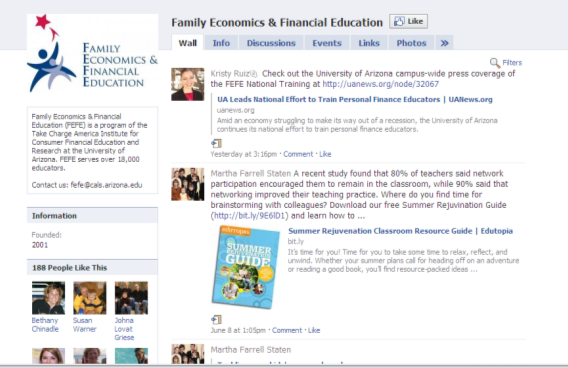 Family Economics & Financial Education
Like
Wall Info Discussions Events Links Photos »
Filters
FAMILY
ECONOMICS &
FINANCIAL
EDUCATION
Family Economics & Financial
Education (FEFE) is a program of the
Take Charge America Institute for
Consumer Financial Education and
Research at the University of
Arizona. FEFE serves over 18,000
educators.
Contact us: fefe@cals.arizona.edu
Information
Founded:
2001
188 People Like This
Bethany
Chinadle
Susan
Warner
Johna
Lovat
Griese
Kristy Ruiz Check out the University of Arizona campus-wide press coverage of
the FEFE National Training at http://uanews.org/node/32067
UA Leads National Effort to Train Personal Finance Educators | UANews.org
uanews.org
Amid an economy struggling to make its way out of a recession, the University of Arizona
continues its national effort to train personal finance educators.
Yesterday at 3:16pm · Comment · Like
Martha Farrell Staten A recent study found that 80% of teachers said network
participation encouraged them to remain in the classroom, while 90% said that
networking improved their teaching practice. Where do you find time for
brainstorming with colleagues? Download our free Summer Rejuvination Guide
(http://bit.ly/9E6lD1) and learn how to ...
edutopia
SUMMER
REJUVENATION
GUIDE
Summer Rejuvenation Classroom Resource Guide | Edutopia
bit.ly
It's time for you! Time for you to take some time to relax, reflect, and
unwind. Whether your summer plans call for heading off on an adventure
or reading a good book, you'll find resource-packed ideas ...
June 8 at 1:05pm · Comment · Like
Martha Farrell Staten